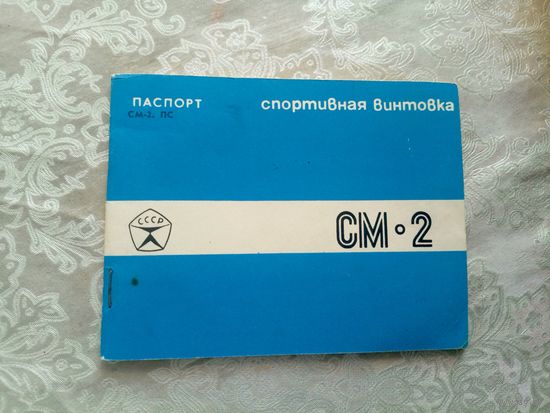 ПАСПОРТ
СМ-2. ПС
спортивная винтовка
СССР
СМ· 2